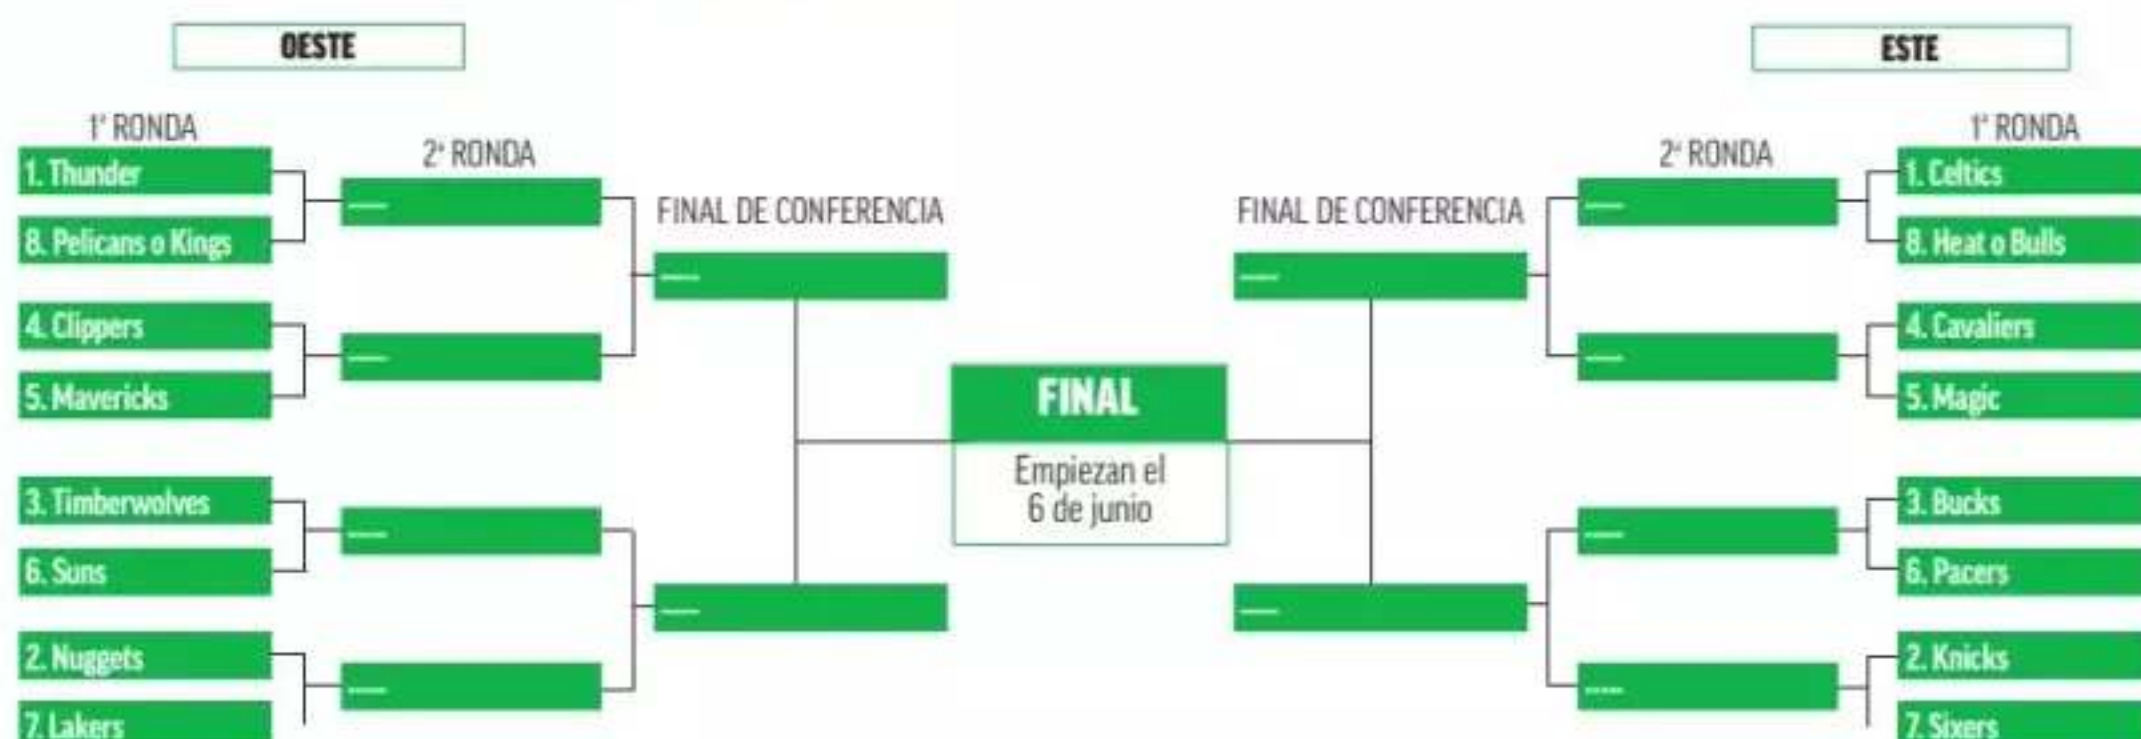 OESTE
ESTE
1ª RONDA
2ª RONDA
FINAL DE CONFERENCIA
FINAL DE CONFERENCIA
2ª RONDA
1ª RONDA
1. Thunder
8. Pelicans o Kings
4. Clippers
5. Mavericks
3. Timberwolves
6. Suns
2. Nuggets
7. Lakers
FINAL
Empiezan el
6 de junio
1. Celtics
8. Heat o Bulls
4. Cavaliers
5. Magic
3. Bucks
6. Pacers
2. Knicks
7. Sixers